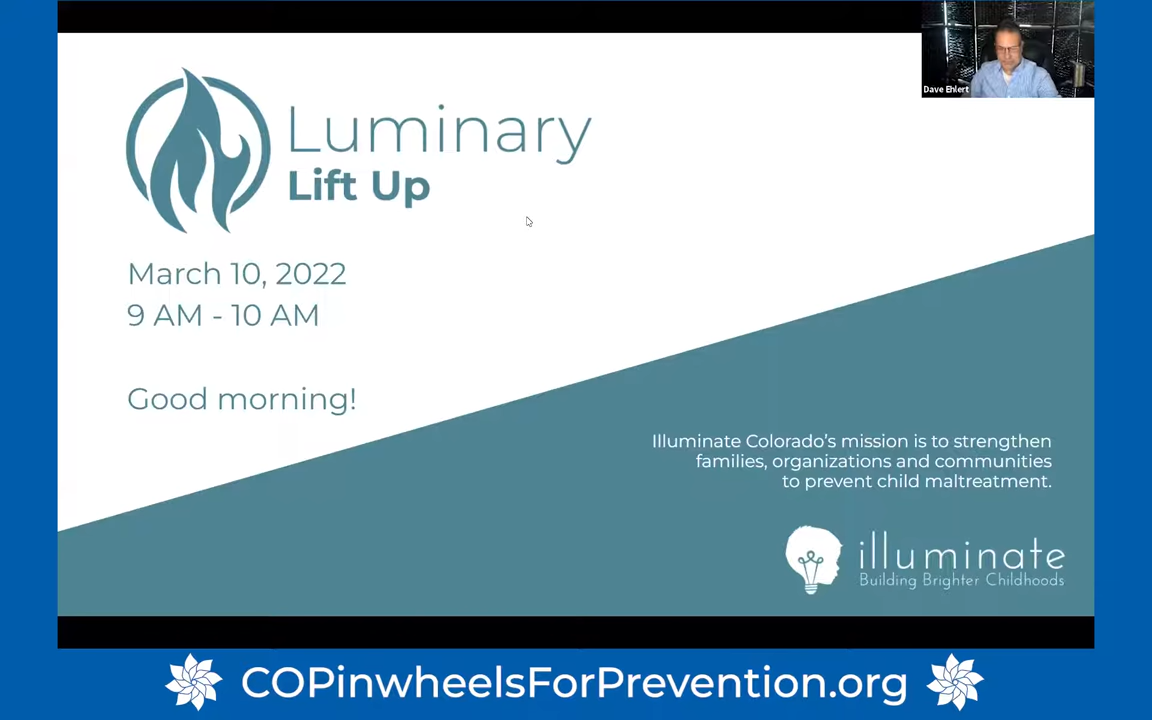 Dave Ehlert
Luminary
Lift Up
March 10, 2022
9 AM - 10 AM
Good morning!
Illuminate Colorado's mission is to strengthen
families, organizations and communities
to prevent child maltreatment.
illuminate
Building Brighter Childhoods
COPinwheelsForPrevention.org